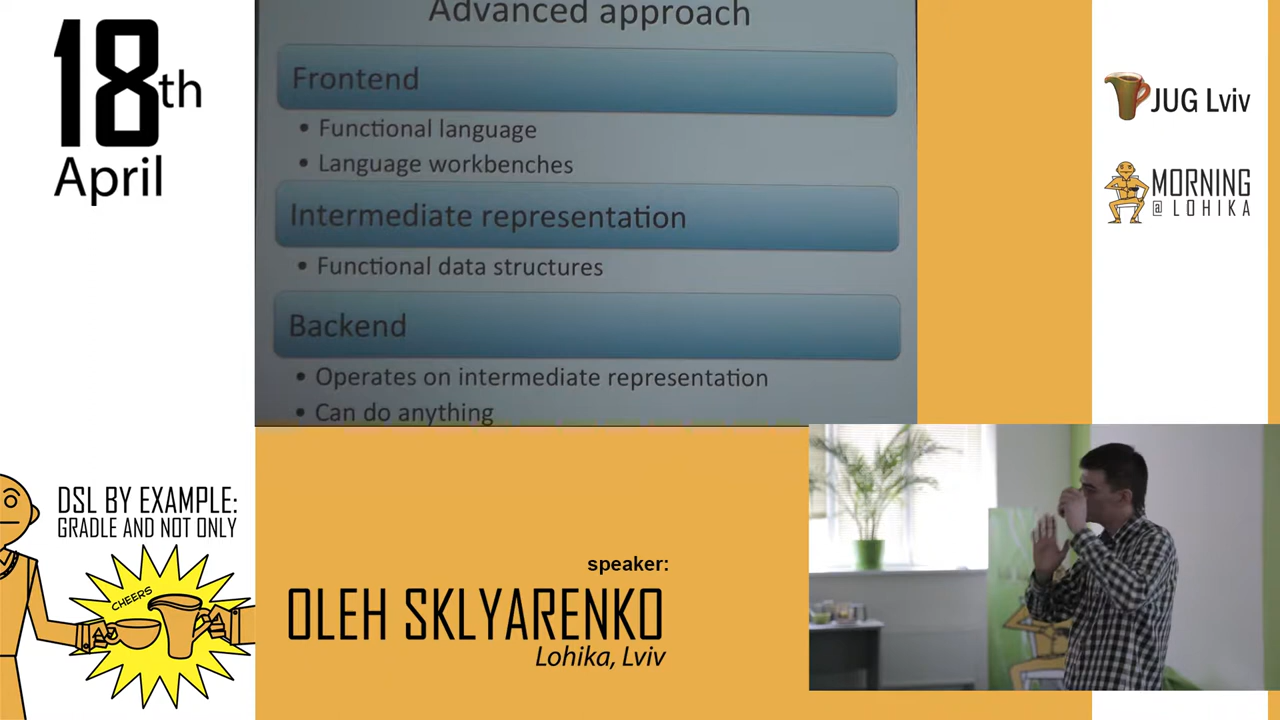 18th
April
Advanced approach
Frontend
• Functional language
• Language workbenches
Intermediate representation
• Functional data structures
Backend
• Operates on intermediate representation
• Can do anything
JUG Lviv
MORNING
@ LOHIKA
DSL BY EXAMPLE:
GRADLE AND NOT ONLY
CHEERS
speaker:
OLEH SKLYARENKO
Lohika, Lviv